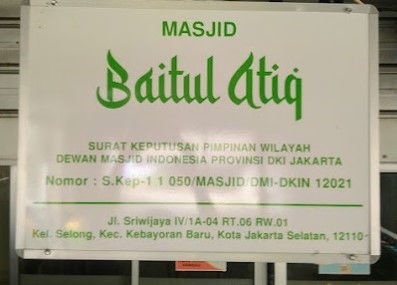 MASJID
Baitul Atiq
SURAT KEPUTUSAN PIMPINAN WILAYAH
DEWAN MASJID INDONESIA PROVINSI DKI JAKARTA
Nomor : S.Kep-1 1 050/MASJID/DMI-DKIN 12021
Jl. Sriwijaya IV/1A-04 RT.06 RW.01
Kel. Selong, Kec. Kebayoran Baru, Kota Jakarta Selatan, 12110